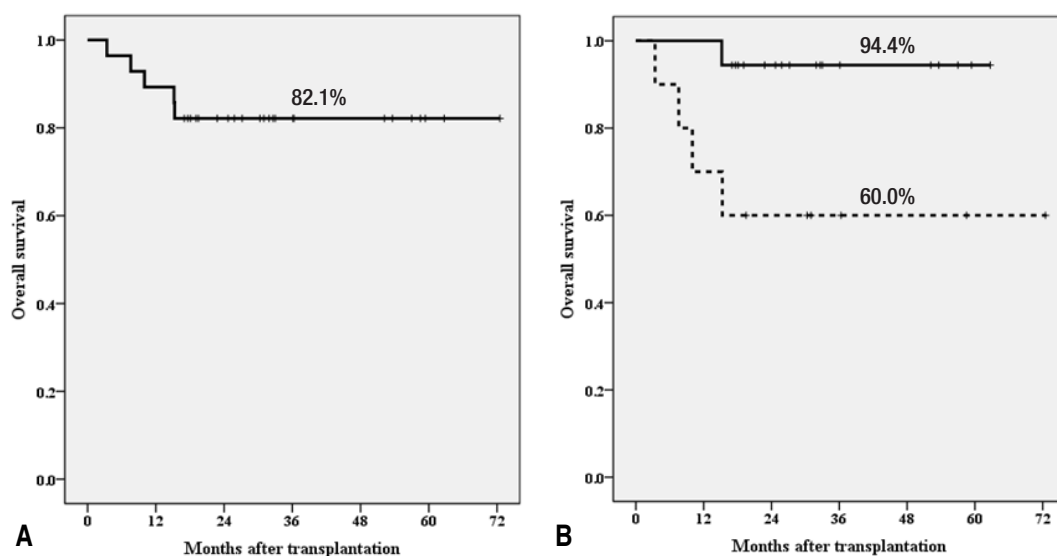 1.0
0.8
0.6
0.4
0.2
0.0
Overall survival
82.1%
0 12 24 36 48 60 72
Months after transplantation
A
1.0
0.8
0.6
0.4
0.2
0.0
Overall survival
94.4%
60.0%
0 12 24 36 48 60 72
Months after transplantation
B